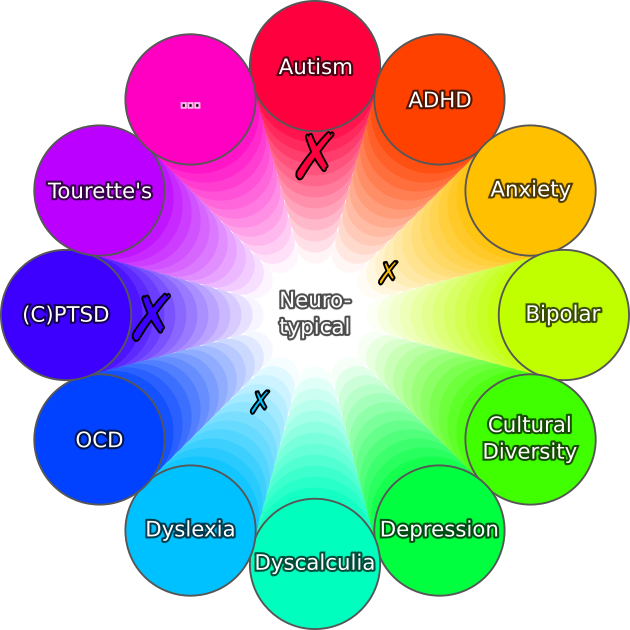 Autism
...
ADHD
Tourette's
Anxiety
(C)PTSD
Neuro-
typical
Bipolar
OCD
Cultural
Diversity
Dyslexia
Depression
Dyscalculia